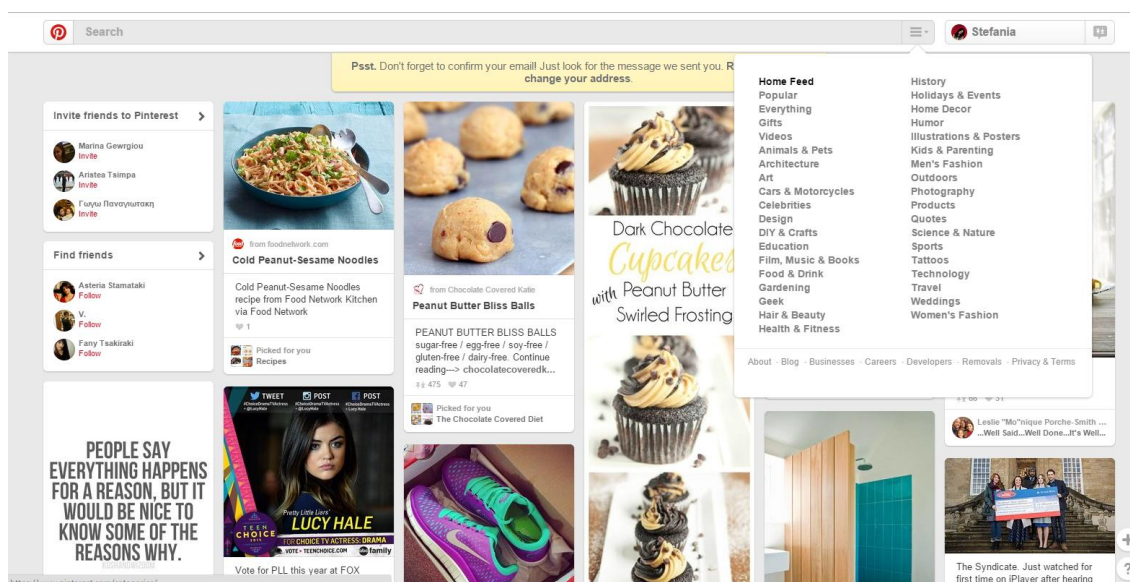 Search
Stefania
Psst. Don't forget to confirm your email! Just look for the message we sent you. R
change your address.
Invite friends to Pinterest
Marina Gewrgiou
Invite
Aristea Tsimpa
Invite
Γωγω Παναγιωτακη
Invite
Find friends
Asteria Stamataki
Follow
V.
Follow
Fany Tsakiraki
Follow
PEOPLE SAY
EVERYTHING HAPPENS
FOR A REASON, BUT IT
WOULD BE NICE TO
KNOW SOME OF THE
REASONS WHY.
food
from foodnetwork.com
Cold Peanut-Sesame Noodles
Cold Peanut-Sesame Noodles
recipe from Food Network Kitchen
via Food Network
1
Picked for you
Recipes
TWEET POST POST
#ChoiceDramaTVActress #ChoiceDramaTVActress #ChoiceDramaTVActress
- @LucyHale - @LucyHale + Lucy Hale
Pretty Little Liars'
LUCY HALE
FOR CHOICE TV ACTRESS: DRAMA
TEEN
CHOICE
VOTE • TEENCHOICE.COM abc family
Vote for PLL this year at FOX
from Chocolate Covered Katie
Peanut Butter Bliss Balls
PEANUT BUTTER BLISS BALLS
sugar-free / egg-free / soy-free /
gluten-free / dairy-free. Continue
reading---> chocolatecoveredk...
475 47
Picked for you
The Chocolate Covered Diet
Dark Chocolate
Cupcakes
with Peanut Butter
Swirled Frosting
Home Feed
Popular
Everything
Gifts
Videos
Animals & Pets
Architecture
Art
Cars & Motorcycles
Celebrities
Design
DIY & Crafts
Education
Film, Music & Books
Food & Drink
Gardening
Geek
Hair & Beauty
Health & Fitness
History
Holidays & Events
Home Decor
Humor
Illustrations & Posters
Kids & Parenting
Men's Fashion
Outdoors
Photography
Products
Quotes
Science & Nature
Sports
Tattoos
Technology
Travel
Weddings
Women's Fashion
About · Blog · Businesses · Careers · Developers · Removals · Privacy & Terms
Leslie "Mo"nique Porche-Smith ...
...Well Said...Well Done...It's Well...
The Syndicate. Just watched for
first time on iPlayer after hearing
+
?